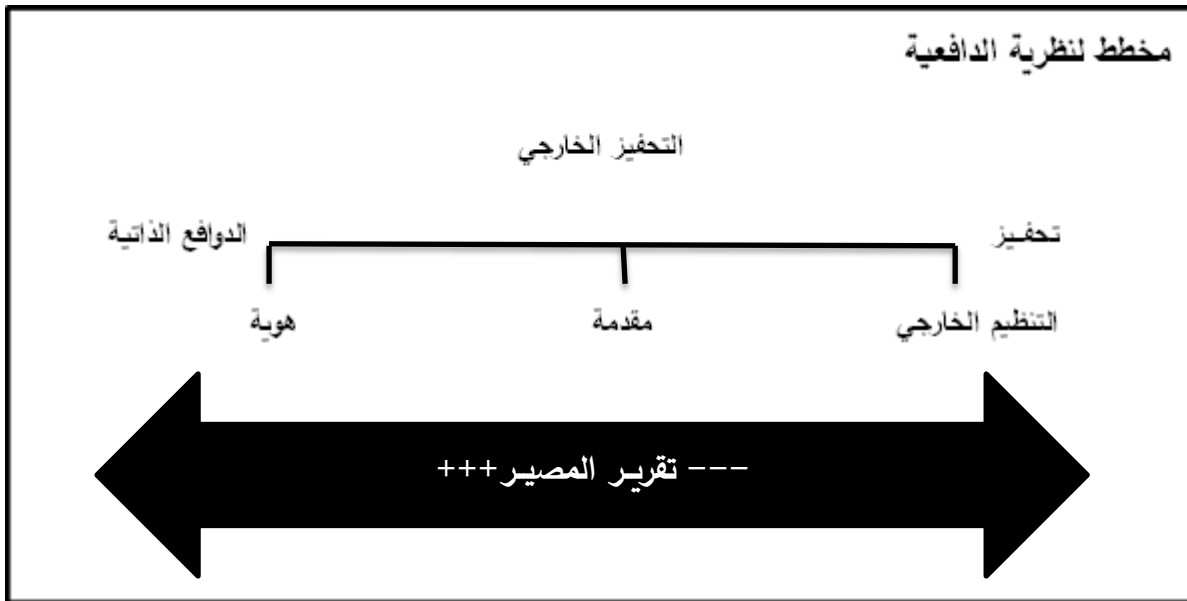 مخطط لنظرية الدافعية
التحفيز الخارجي
تحفيز الدوافع الذاتية
التنظيم الخارجي مقدمة هوية
--- تقرير المصير+++